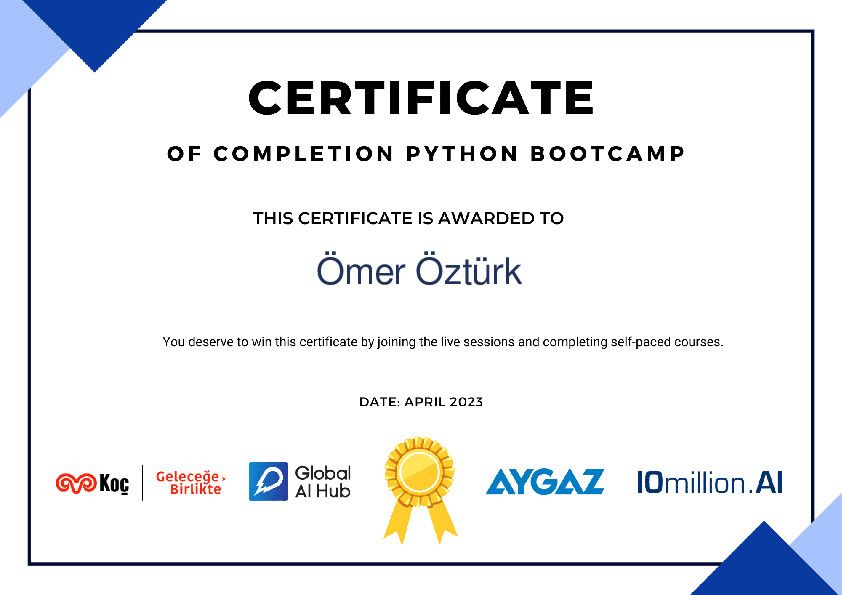 CERTIFICATE
OF COMPLETION PYTHON BOOTCAMP
THIS CERTIFICATE IS AWARDED TO
Ömer Öztürk
You deserve to win this certificate by joining the live sessions and completing self-paced courses.
DATE: APRIL 2023
Koç
Geleceğe
Birlikte
Global
AI Hub
AYGAZ
10million.AI